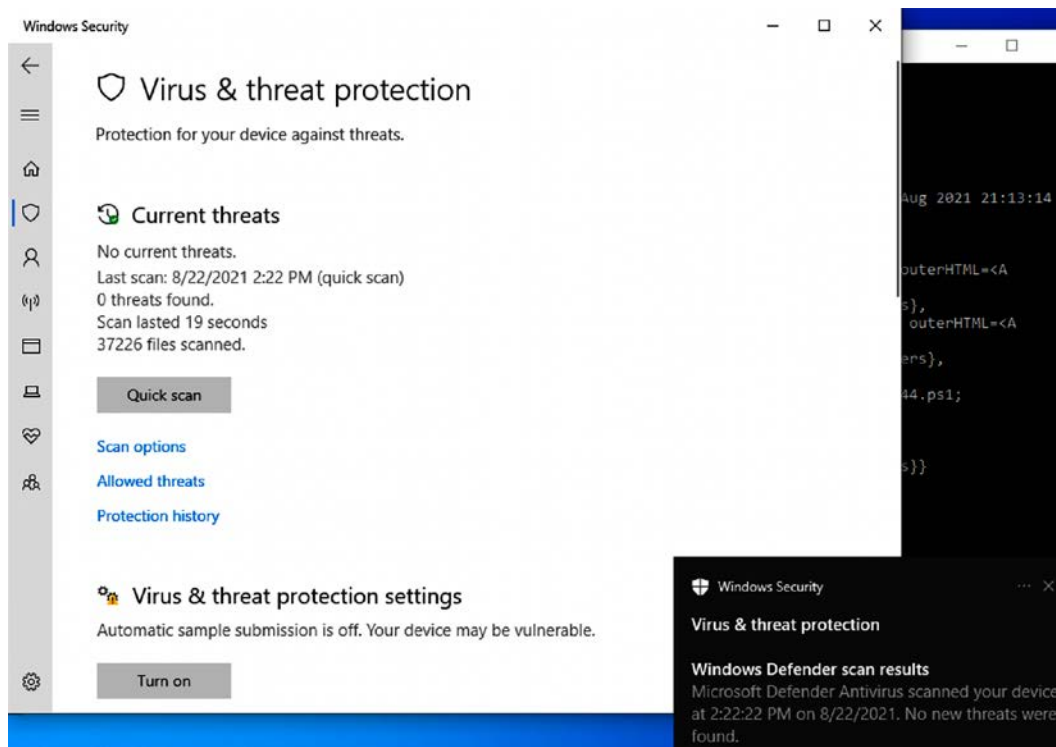 Windows Security
Virus & threat protection
Protection for your device against threats.
Current threats
No current threats.
Last scan: 8/22/2021 2:22 PM (quick scan)
0 threats found.
Scan lasted 19 seconds
37226 files scanned.
Quick scan
Scan options
Allowed threats
Protection history
Virus & threat protection settings
Automatic sample submission is off. Your device may be vulnerable.
Turn on
Aug 2021 21:13:14
outerHTML=<A
s},
outerHTML=<A
ers},
44.ps1;
s}}
Windows Security
Virus & threat protection
Windows Defender scan results
Microsoft Defender Antivirus scanned your device
at 2:22:22 PM on 8/22/2021. No new threats were
found.